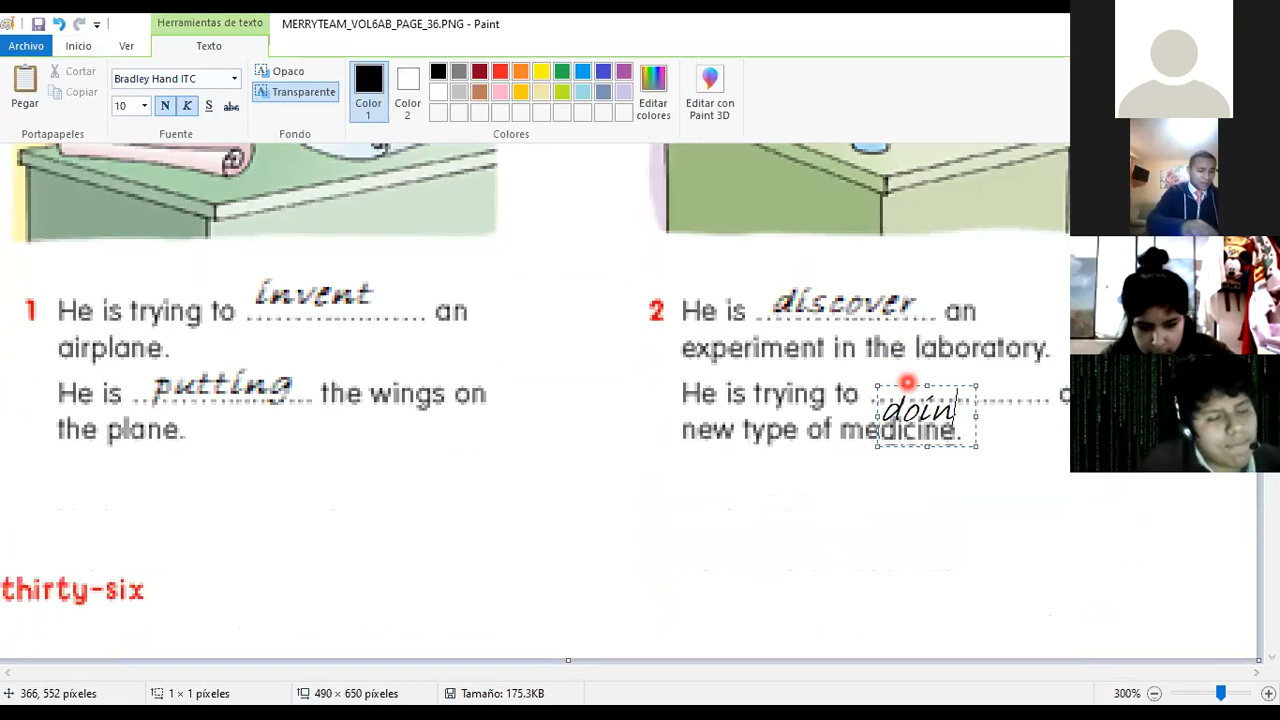 Herramientas de texto
MERRYTEAM_VOL6AB_PAGE_36.PNG - Paint
Archivo Inicio Ver Texto
Pegar
Cortar
Copiar
Portapapeles
Bradley Hand ITC
10 N K S abc
Fuente
Opaco
Transparente
Fondo
Color 1
Color 2
Editar colores
Editar con Paint 3D
Colores
1 He is trying to invent an
airplane.
He is putting the wings on
the plane.
2 He is discover an
experiment in the laboratory.
He is trying to doin
new type of medicine.
thirty-six
366, 552 píxeles 1 × 1 píxeles 490 × 650 píxeles Tamaño: 175.3KB 300%